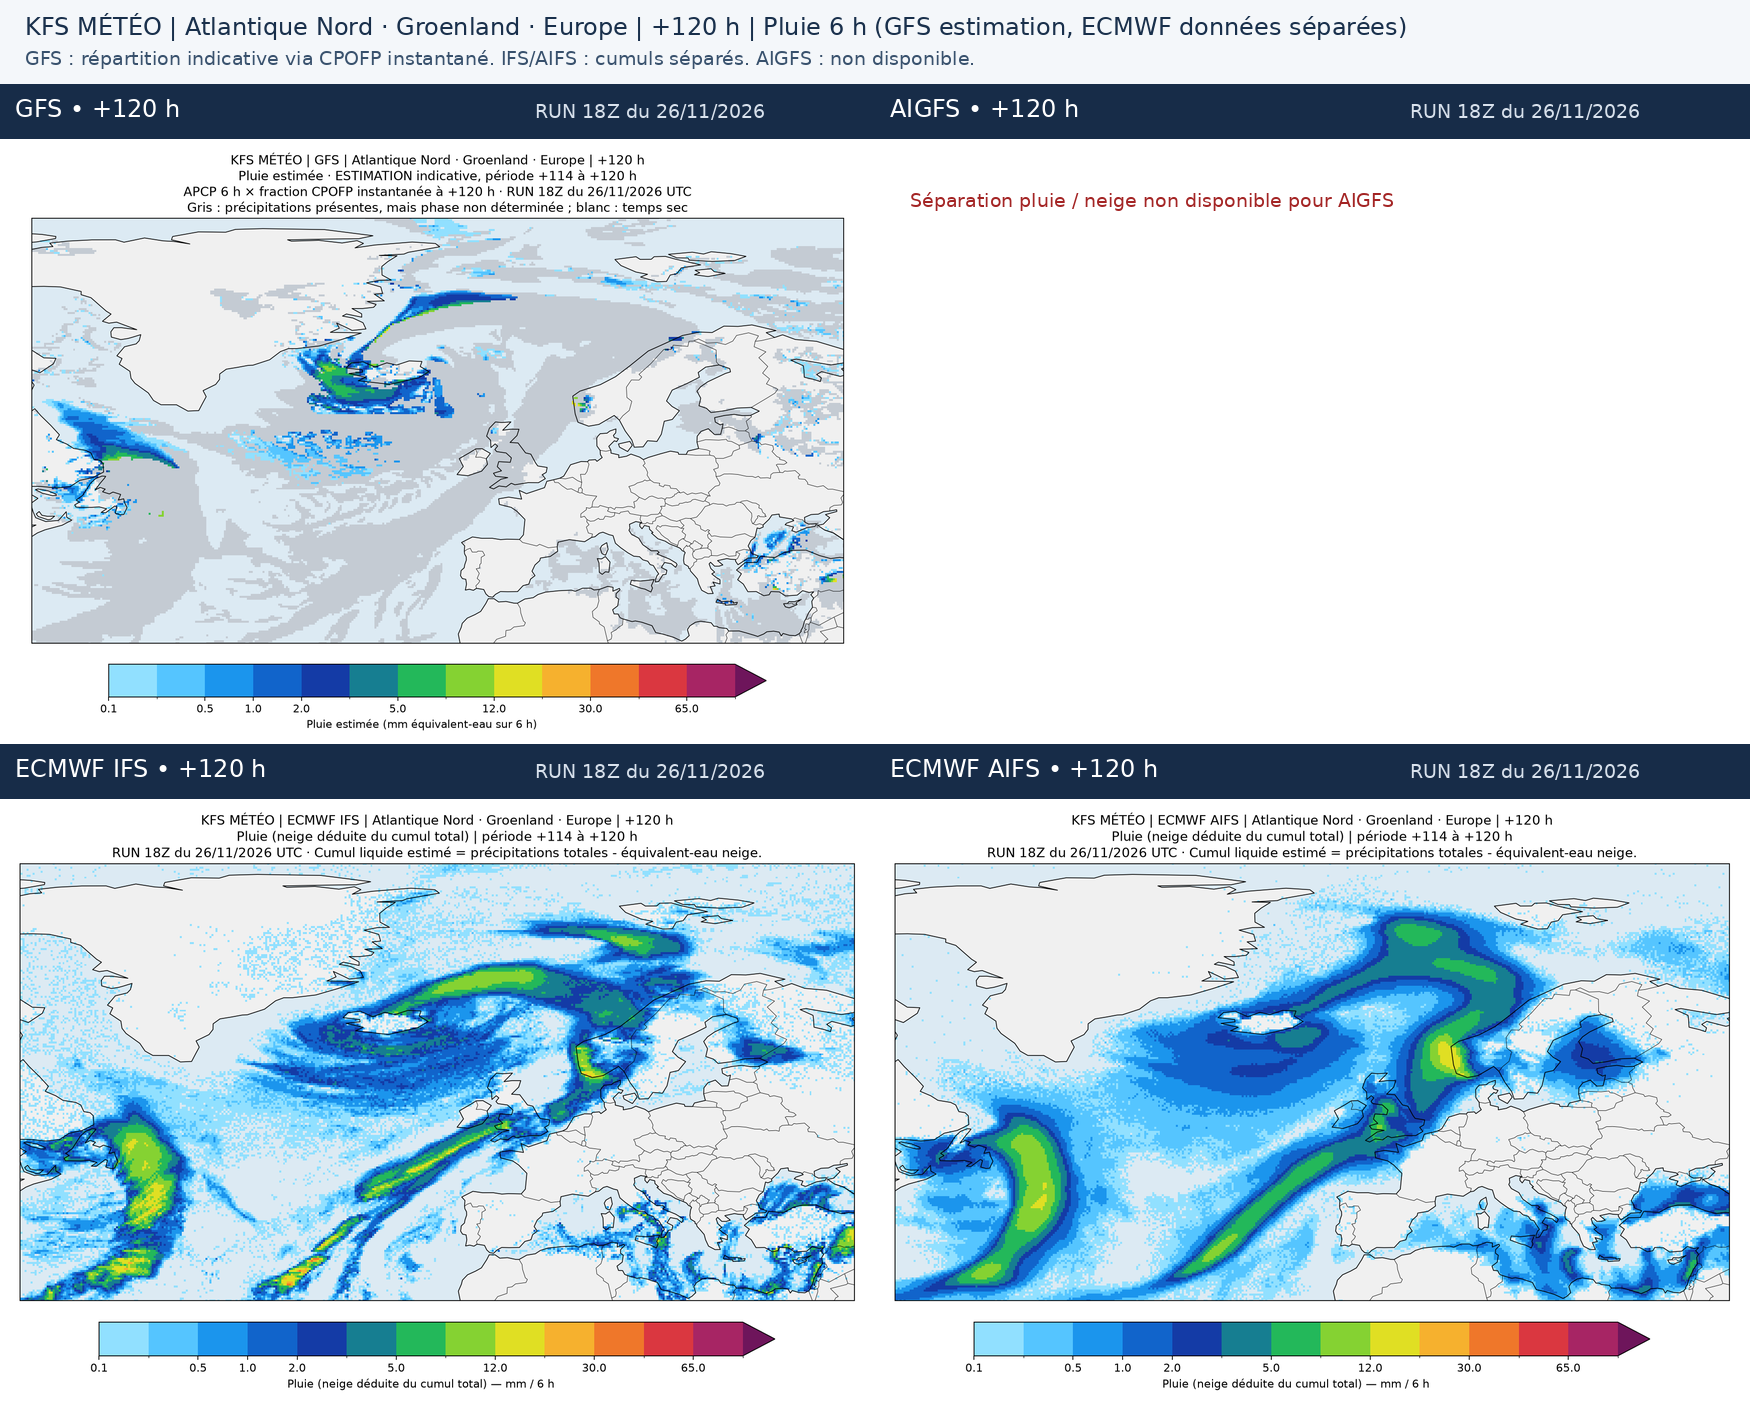 KFS MÉTÉO | Atlantique Nord · Groenland · Europe | +120 h | Pluie 6 h (GFS estimation, ECMWF données séparées)
GFS : répartition indicative via CPOFP instantané. IFS/AIFS : cumuls séparés. AIGFS : non disponible.
GFS • +120 h
RUN 18Z du 26/11/2026
AIGFS • +120 h
RUN 18Z du 26/11/2026
KFS MÉTÉO | GFS | Atlantique Nord · Groenland · Europe | +120 h
Pluie estimée · ESTIMATION indicative, période +114 à +120 h
APCP 6 h × fraction CPOFP instantanée à +120 h · RUN 18Z du 26/11/2026 UTC
Gris : précipitations présentes, mais phase non déterminée ; blanc : temps sec
Séparation pluie / neige non disponible pour AIGFS
0.1 0.5 1.0 2.0 5.0 12.0 30.0 65.0
Pluie estimée (mm équivalent-eau sur 6 h)
ECMWF IFS • +120 h
RUN 18Z du 26/11/2026
ECMWF AIFS • +120 h
RUN 18Z du 26/11/2026
KFS MÉTÉO | ECMWF IFS | Atlantique Nord · Groenland · Europe | +120 h
Pluie (neige déduite du cumul total) | période +114 à +120 h
RUN 18Z du 26/11/2026 UTC · Cumul liquide estimé = précipitations totales - équivalent-eau neige.
KFS MÉTÉO | ECMWF AIFS | Atlantique Nord · Groenland · Europe | +120 h
Pluie (neige déduite du cumul total) | période +114 à +120 h
RUN 18Z du 26/11/2026 UTC · Cumul liquide estimé = précipitations totales - équivalent-eau neige.
0.1 0.5 1.0 2.0 5.0 12.0 30.0 65.0
Pluie (neige déduite du cumul total) — mm / 6 h
0.1 0.5 1.0 2.0 5.0 12.0 30.0 65.0
Pluie (neige déduite du cumul total) — mm / 6 h